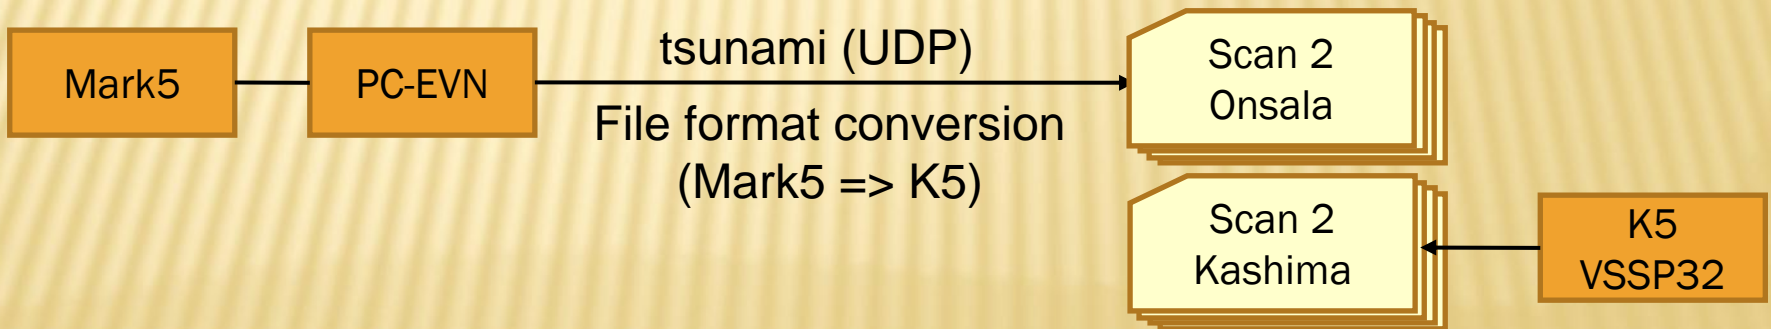 Mark5
PC-EVN
tsunami (UDP)
File format conversion
(Mark5 => K5)
Scan 2
Onsala
Scan 2
Kashima
K5
VSSP32